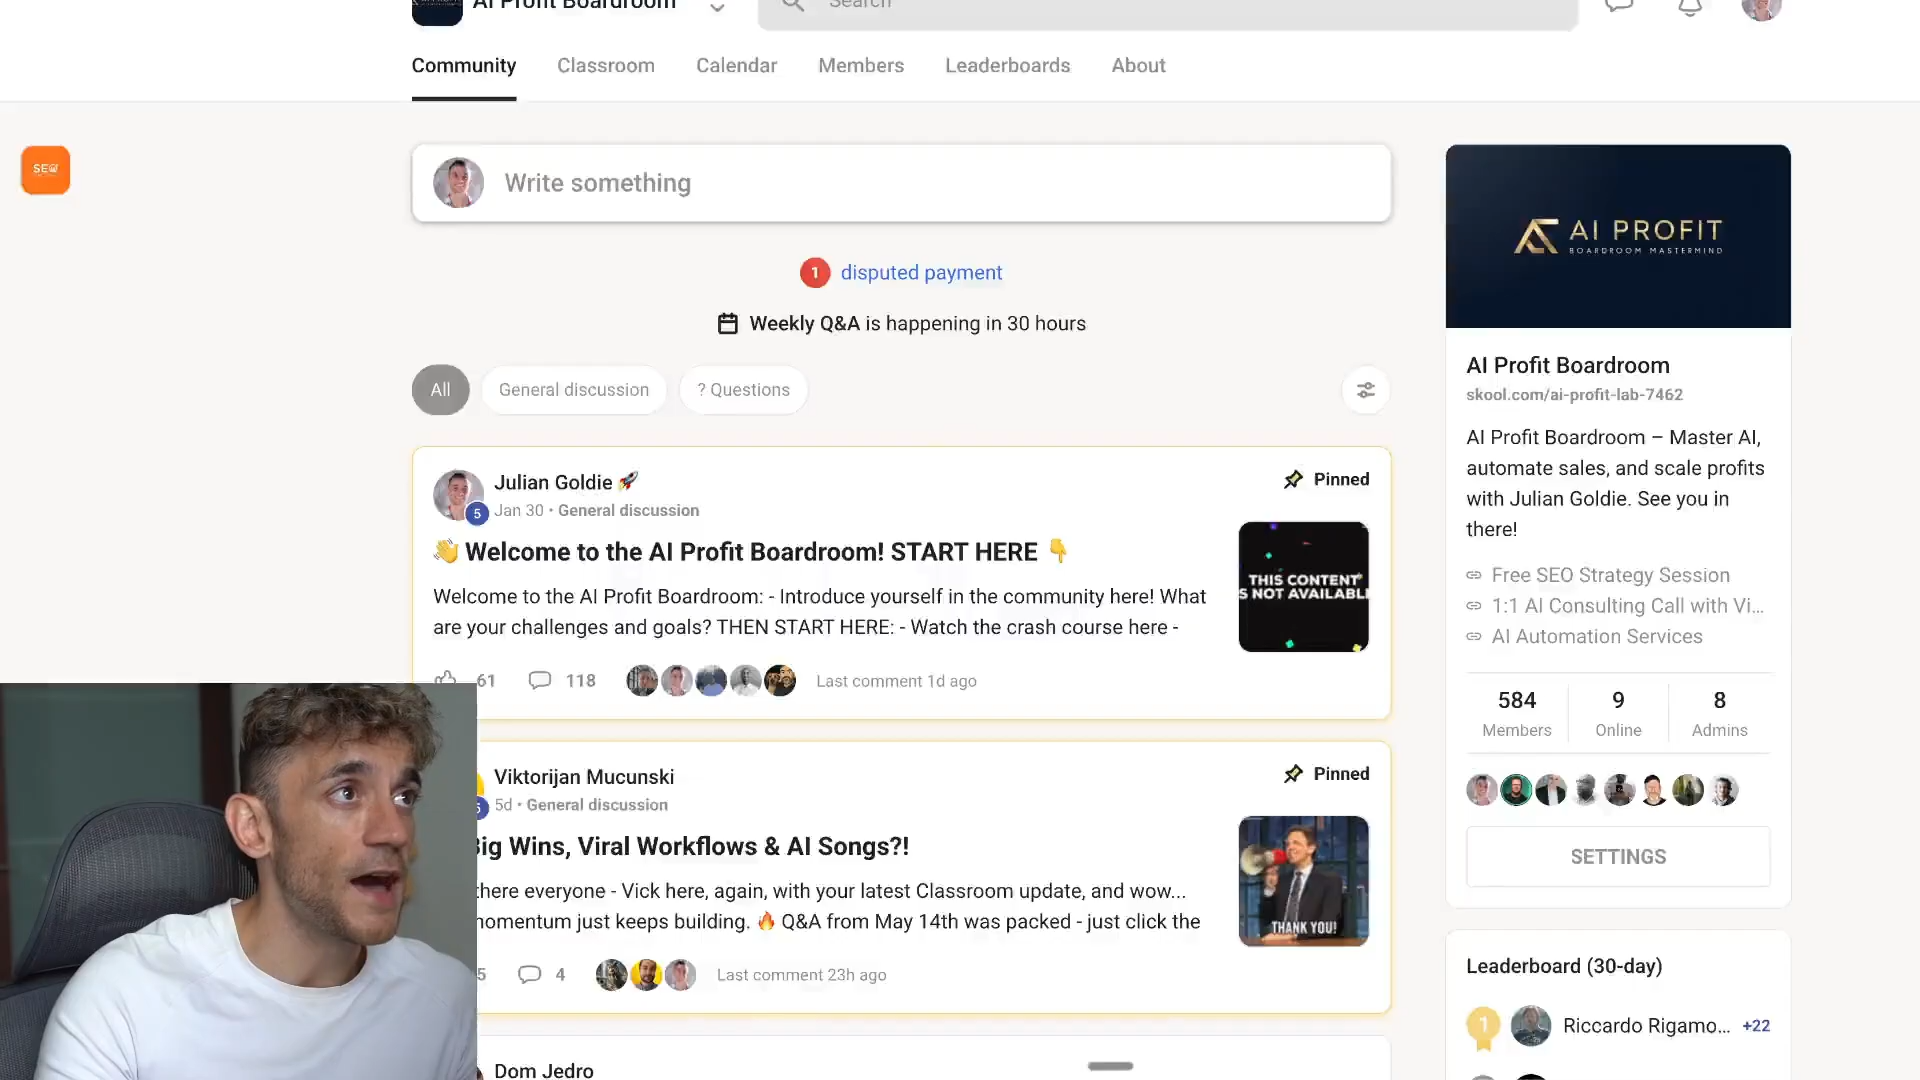 AI Profit Boardroom
Search
Community
Classroom
Calendar
Members
Leaderboards
About
SEO
Write something
1 disputed payment
Weekly Q&A is happening in 30 hours
All
General discussion
? Questions
Julian Goldie 🚀
5
Jan 30 • General discussion
Pinned
👋 Welcome to the AI Profit Boardroom! START HERE 👇
Welcome to the AI Profit Boardroom: - Introduce yourself in the community here! What
are your challenges and goals? THEN START HERE: - Watch the crash course here -
THIS CONTENT
S NOT AVAILABL
61
118
Last comment 1d ago
Viktorijan Mucunski
5d • General discussion
Pinned
Big Wins, Viral Workflows & AI Songs?!
there everyone - Vick here, again, with your latest Classroom update, and wow...
momentum just keeps building. 🔥 Q&A from May 14th was packed - just click the
THANK YOU!
5
4
Last comment 23h ago
Dom Jedro
AI PROFIT
BOARDROOM MASTERMIND
AI Profit Boardroom
skool.com/ai-profit-lab-7462
AI Profit Boardroom – Master AI,
automate sales, and scale profits
with Julian Goldie. See you in
there!
Free SEO Strategy Session
1:1 AI Consulting Call with Vi...
AI Automation Services
584
Members
9
Online
8
Admins
SETTINGS
Leaderboard (30-day)
1
Riccardo Rigamo...
+22